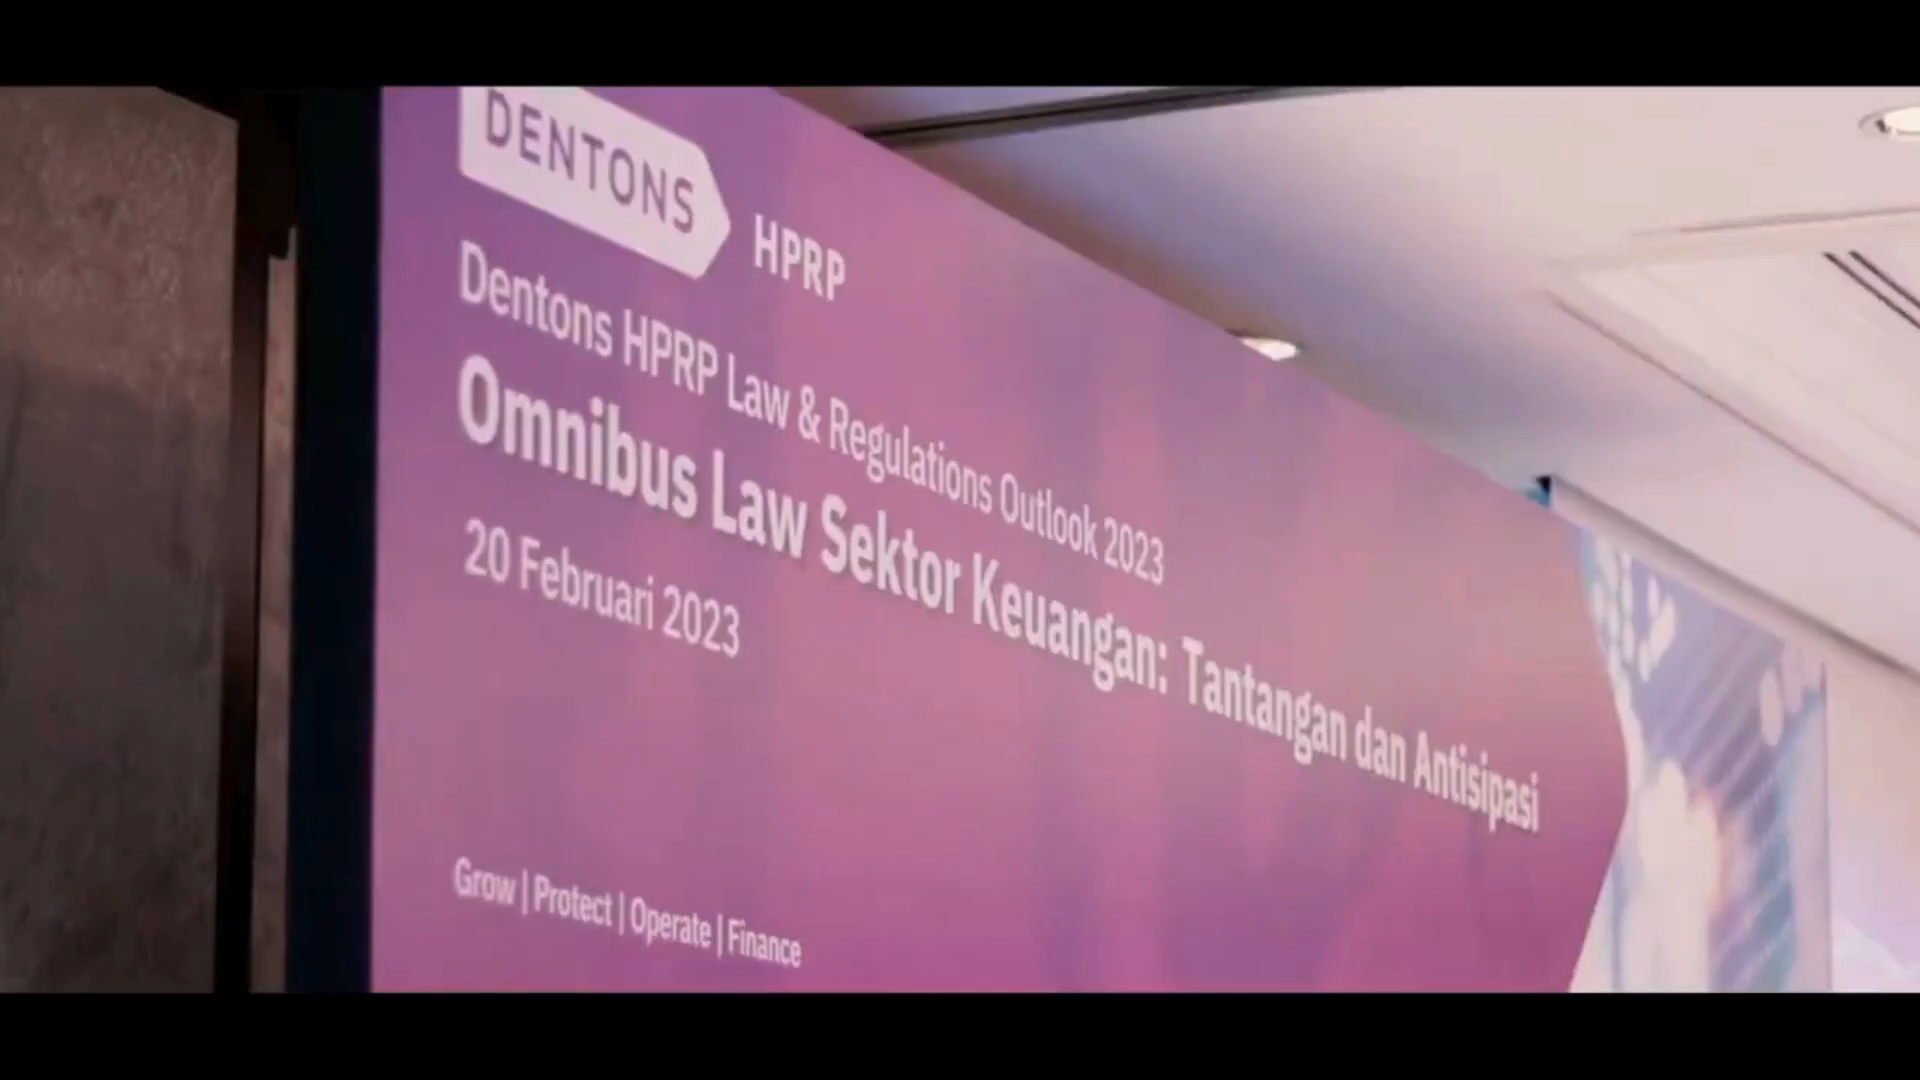 DENTONS HPRP
Dentons HPRP Law & Regulations Outlook 2023
Omnibus Law Sektor Keuangan: Tantangan dan Antisipasi
20 Februari 2023
Grow | Protect | Operate | Finance